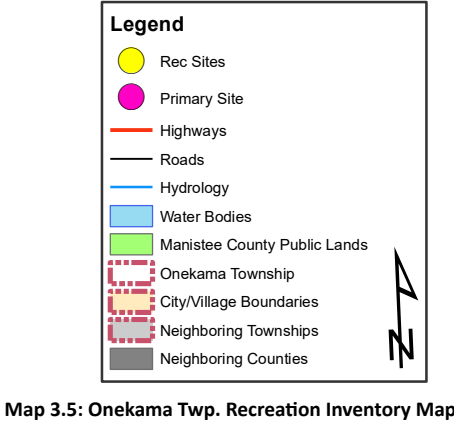 Legend
Rec Sites
Primary Site
Highways
Roads
Hydrology
Water Bodies
Manistee County Public Lands
Onekama Township
City/Village Boundaries
Neighboring Townships
Neighboring Counties
N
Map 3.5: Onekama Twp. Recreation Inventory Map